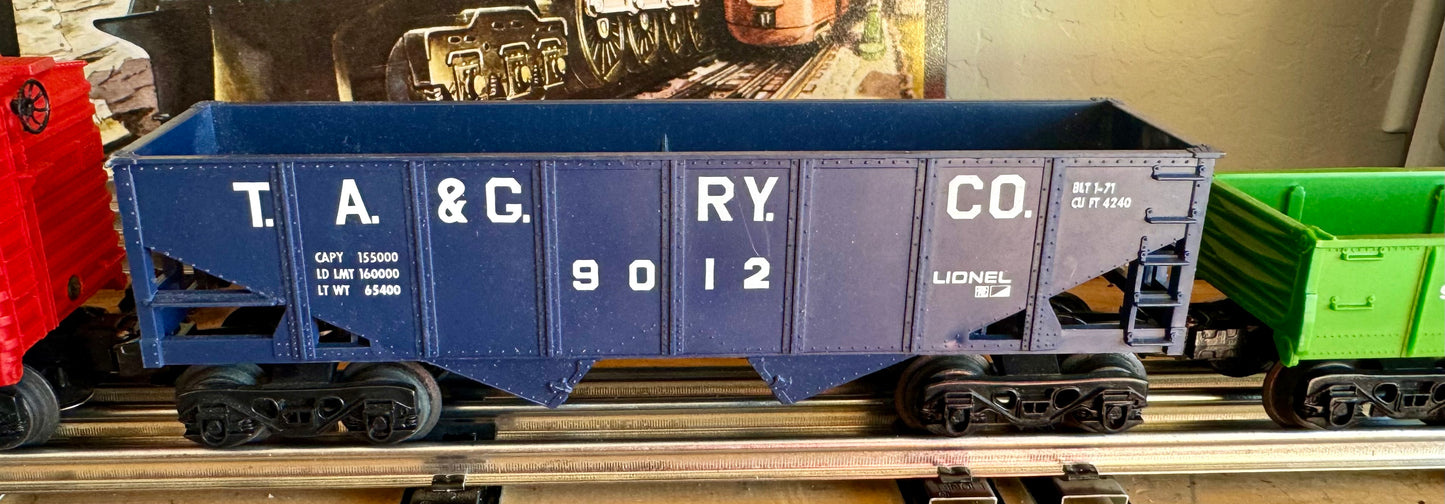 T. A. & G. RY. CO.
BLT 1-71
CU FT 4240
CAPY 155000
LD LMT 160000
LT WT 65400
9012
LIONEL